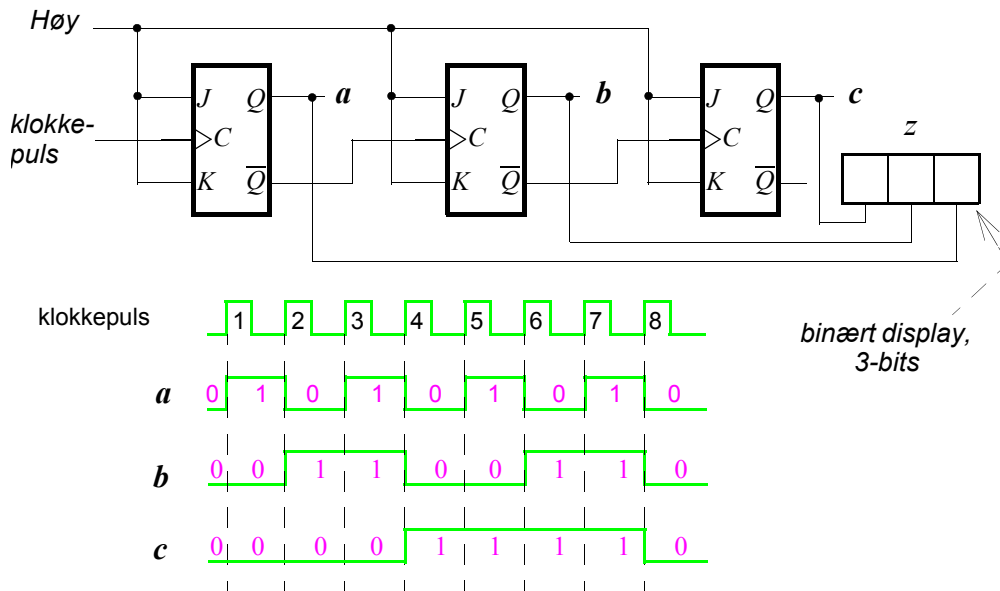 Høy
J Q a J Q b J Q c
klokke-
puls
C C C z
K Q̅ K Q̅ K Q̅
klokkepuls 1 2 3 4 5 6 7 8
binært display,
3-bits
a 0 1 0 1 0 1 0 1 0
b 0 0 1 1 0 0 1 1 0
c 0 0 0 0 1 1 1 1 0